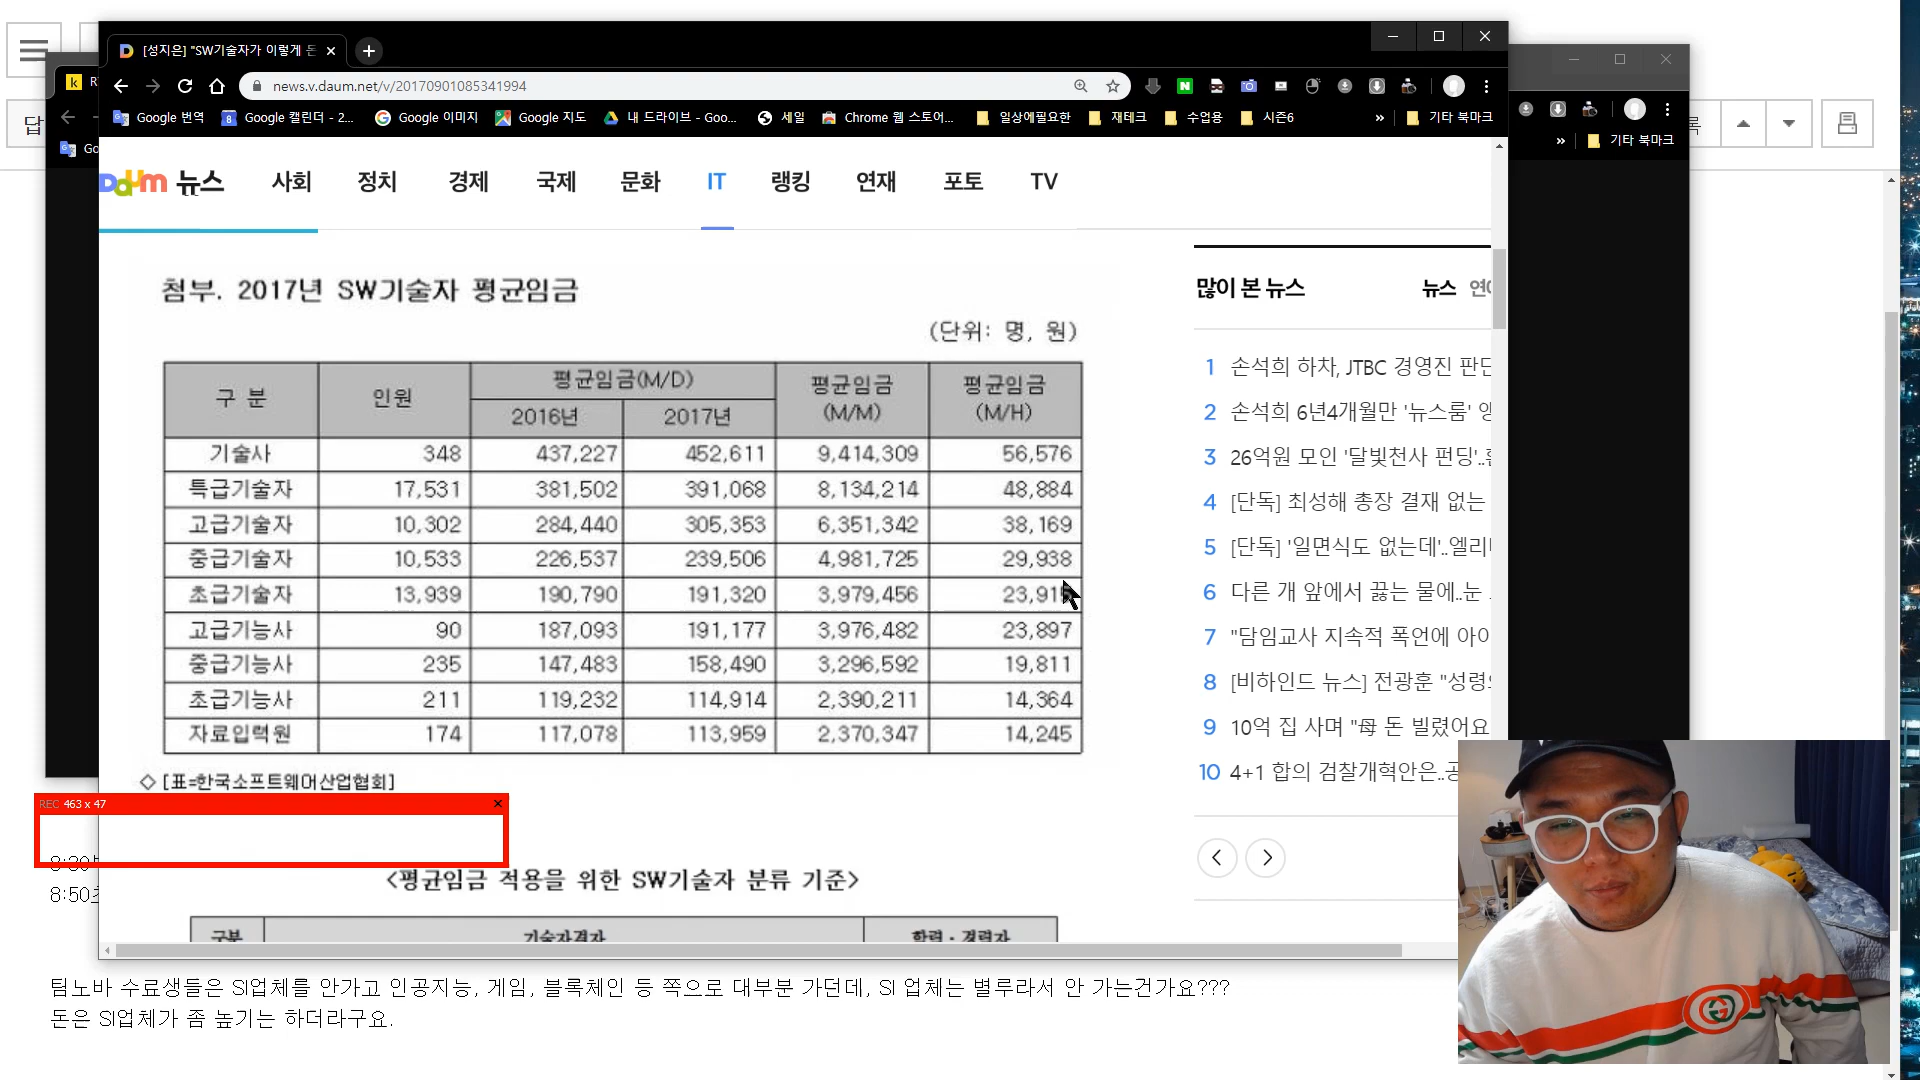 [성지은] "SW기술자가 이렇게 돈
news.v.daum.net/v/20170901085341994
Google 번역
Google 캘린더 - 2...
Google 이미지
Google 지도
내 드라이브 - Goo...
세일
Chrome 웹 스토어...
일상에필요한
재테크
수업용
시즌6
»
기타 북마크
» 기타 북마크
Go
답
록
Daum 뉴스 사회 정치 경제 국제 문화 IT 랭킹 연재 포토 TV
첨부. 2017년 SW기술자 평균임금
(단위: 명, 원)
구 분 인원 평균임금(M/D) 평균임금 (M/M) 평균임금 (M/H)
2016년 2017년
기술사 348 437,227 452,611 9,414,309 56,576
특급기술자 17,531 381,502 391,068 8,134,214 48,884
고급기술자 10,302 284,440 305,353 6,351,342 38,169
중급기술자 10,533 226,537 239,506 4,981,725 29,938
초급기술자 13,939 190,790 191,320 3,979,456 23,915
고급기능사 90 187,093 191,177 3,976,482 23,897
중급기능사 235 147,483 158,490 3,296,592 19,811
초급기능사 211 119,232 114,914 2,390,211 14,364
자료입력원 174 117,078 113,959 2,370,347 14,245
◇ [표=한국소프트웨어산업협회]
<평균임금 적용을 위한 SW기술자 분류 기준>
구분 기술자격자 학력·경력자
많이 본 뉴스 뉴스
1 손석희 하차, JTBC 경영진 판단
2 손석희 6년4개월만 '뉴스룸' 앵
3 26억원 모인 '달빛천사 펀딩'..
4 [단독] 최성해 총장 결재 없는
5 [단독] '일면식도 없는데'..엘리
6 다른 개 앞에서 끓는 물에..눈
7 "담임교사 지속적 폭언에 아이
8 [비하인드 뉴스] 전광훈 "성령
9 10억 집 사며 "母 돈 빌렸어요
10 4+1 합의 검찰개혁안은..
REC 463 x 47
8:50
팀노바 수료생들은 SI업체를 안가고 인공지능, 게임, 블록체인 등 쪽으로 대부분 가던데, SI 업체는 별루라서 안 가는건가요???
돈은 SI업체가 좀 높기는 하더라구요.